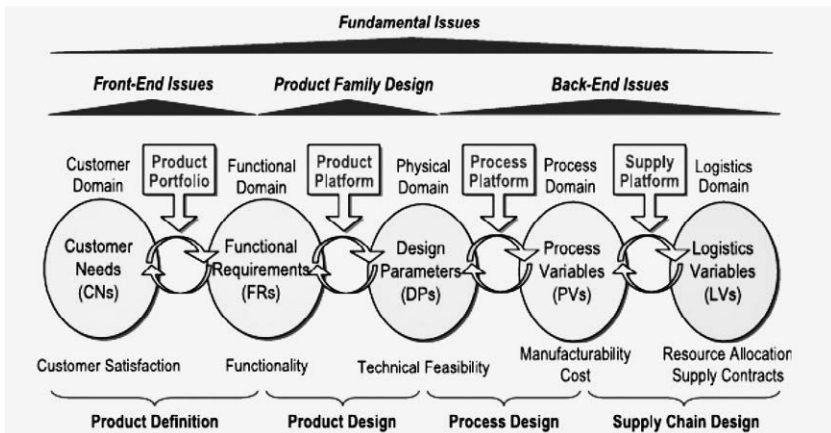 Fundamental Issues
Front-End Issues
Product Family Design
Back-End Issues
Customer
Domain
Product
Portfolio
Functional
Domain
Product
Platform
Physical
Domain
Process
Platform
Process
Domain
Supply
Platform
Logistics
Domain
Customer
Needs
(CNs)
Functional
Requirements
(FRs)
Design
Parameters
(DPs)
Process
Variables
(PVs)
Logistics
Variables
(LVs)
Customer Satisfaction
Functionality
Technical Feasibility
Manufacturability
Cost
Resource Allocation
Supply Contracts
Product Definition
Product Design
Process Design
Supply Chain Design